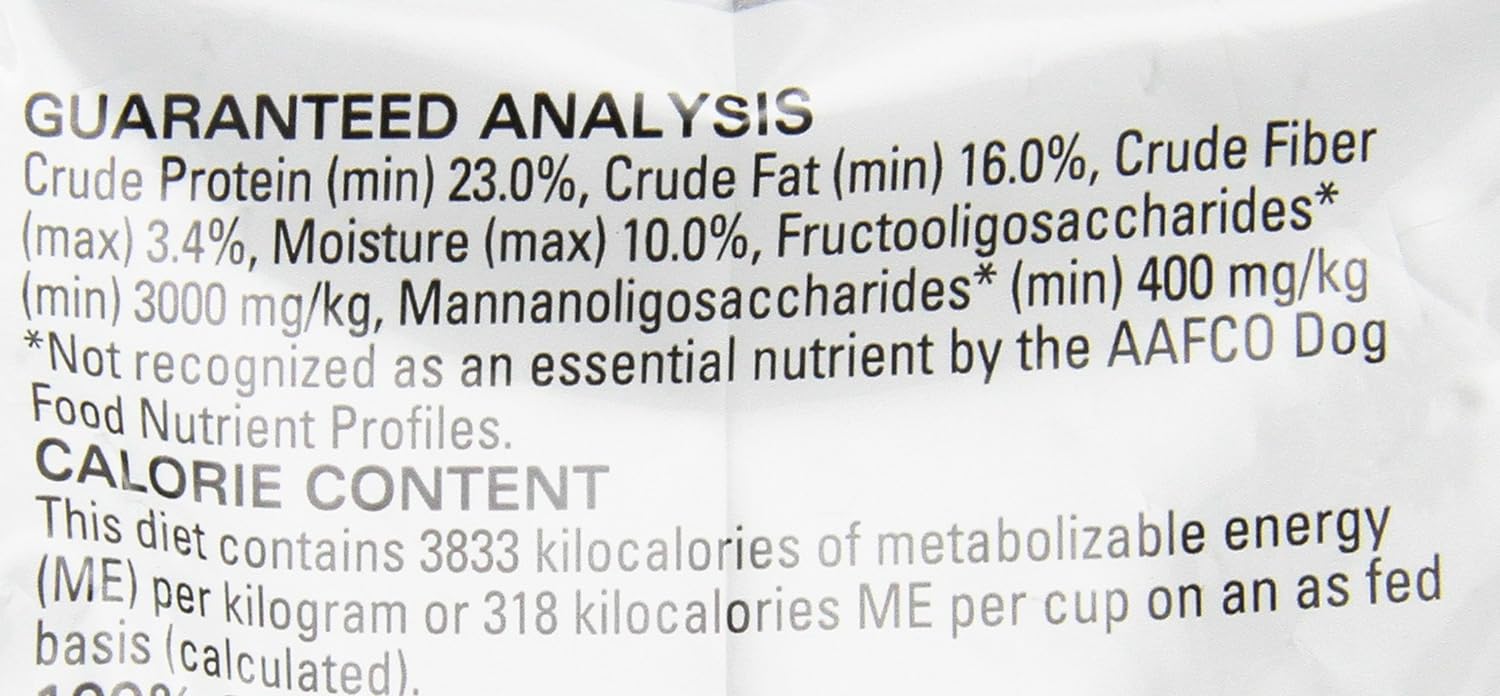 GUARANTEED ANALYSIS
Crude Protein (min) 23.0%, Crude Fat (min) 16.0%, Crude Fiber
(max) 3.4%, Moisture (max) 10.0%, Fructooligosaccharides*
(min) 3000 mg/kg, Mannanoligosaccharides* (min) 400 mg/kg
*Not recognized as an essential nutrient by the AAFCO Dog
Food Nutrient Profiles.
CALORIE CONTENT
This diet contains 3833 kilocalories of metabolizable energy
(ME) per kilogram or 318 kilocalories ME per cup on an as fed
basis (calculated).